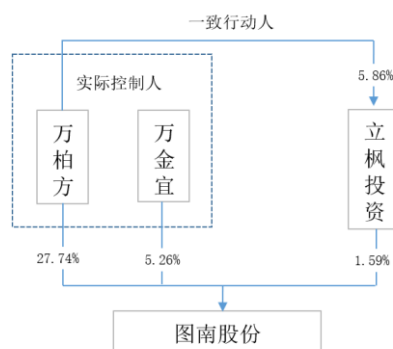 一致行动人
5.86%
实际控制人
万柏方
万金宜
立枫投资
27.74%
5.26%
1.59%
图南股份